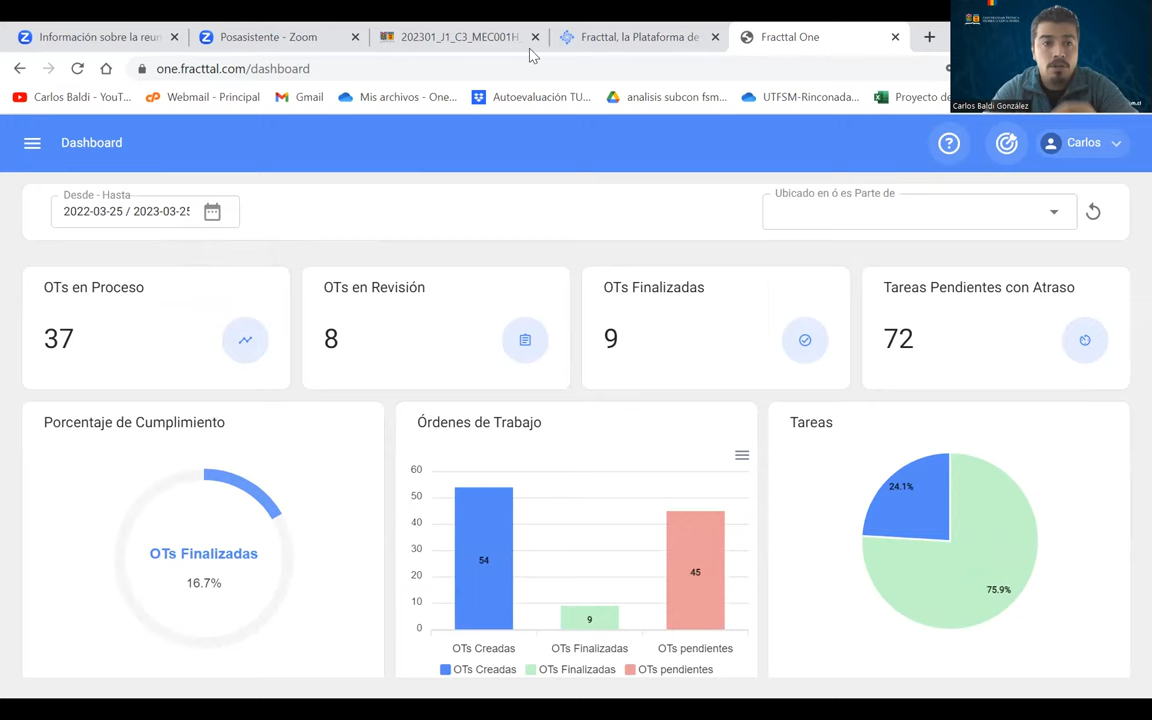 Información sobre la reun
Posasistente - Zoom
202301_J1_C3_MEC001H_
Fracttal, la Plataforma de
Fracttal One
one.fracttal.com/dashboard
Carlos Baldi - YouT...
Webmail - Principal
Gmail
Mis archivos - One...
Autoevaluación TU...
analisis subcon fsm...
UTFSM-Rinconada...
Proyecto de
Carlos Baldi González
Dashboard
Carlos
Desde - Hasta
2022-03-25 / 2023-03-25
Ubicado en ó es Parte de
OTs en Proceso
37
OTs en Revisión
8
OTs Finalizadas
9
Tareas Pendientes con Atraso
72
Porcentaje de Cumplimiento
OTs Finalizadas
16.7%
Órdenes de Trabajo
60
50
40
30
20
10
0
54
9
45
OTs Creadas
OTs Finalizadas
OTs pendientes
OTs Creadas
OTs Finalizadas
OTs pendientes
Tareas
24.1%
75.9%